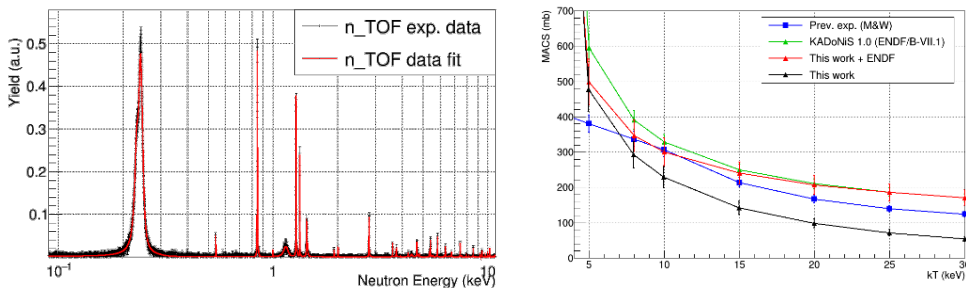 n_TOF exp. data
n_TOF data fit
Yield (a.u.)
0.5
0.4
0.3
0.2
0.1
10⁻¹
1
10
Neutron Energy (keV)
MACS (mb)
Prev. exp. (M&W)
KADoNiS 1.0 (ENDF/B-VII.1)
This work + ENDF
This work
700
600
500
400
300
200
100
0
5
10
15
20
25
30
kT (keV)